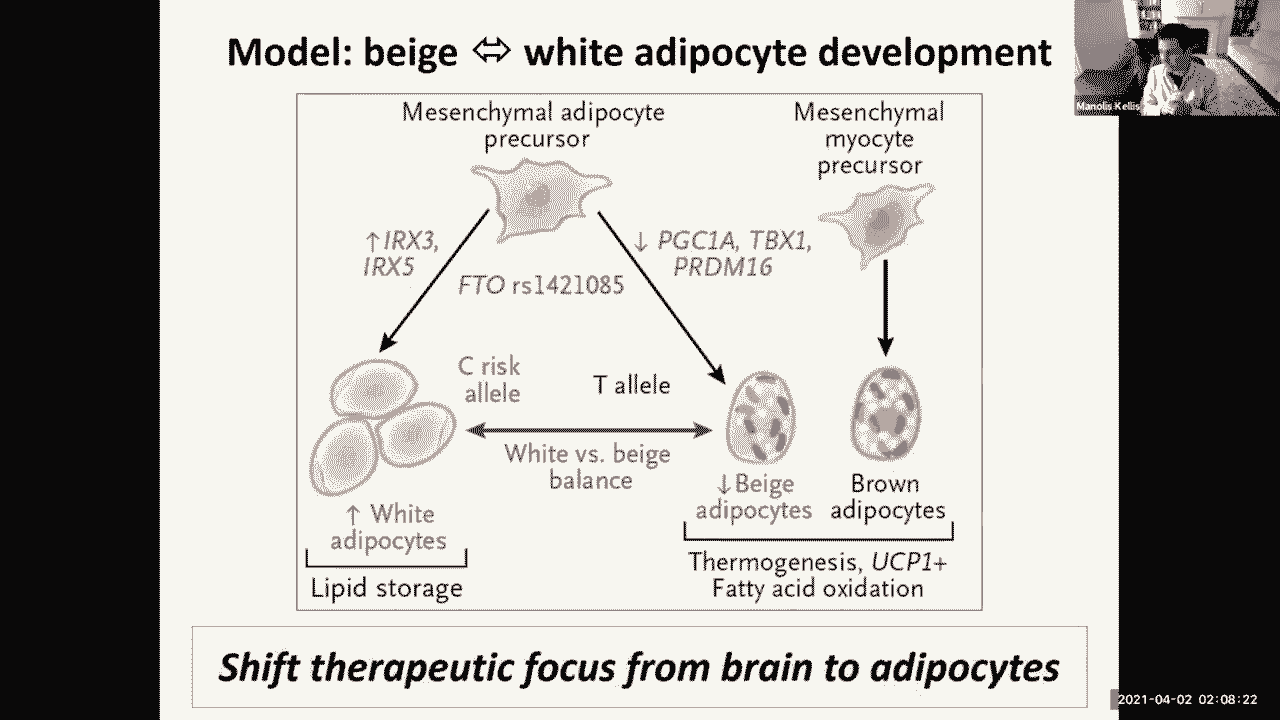 Model: beige ⇔ white adipocyte development
Manolis Kellis
Mesenchymal adipocyte
precursor
Mesenchymal
myocyte
precursor
↑IRX3,
IRX5
FTO rs1421085
↓ PGC1A, TBX1,
PRDM16
C risk
allele
T allele
White vs. beige
balance
↑ White
adipocytes
Lipid storage
↓Beige
adipocytes
Brown
adipocytes
Thermogenesis, UCP1+
Fatty acid oxidation
Shift therapeutic focus from brain to adipocytes
2021-04-02 02:08:22